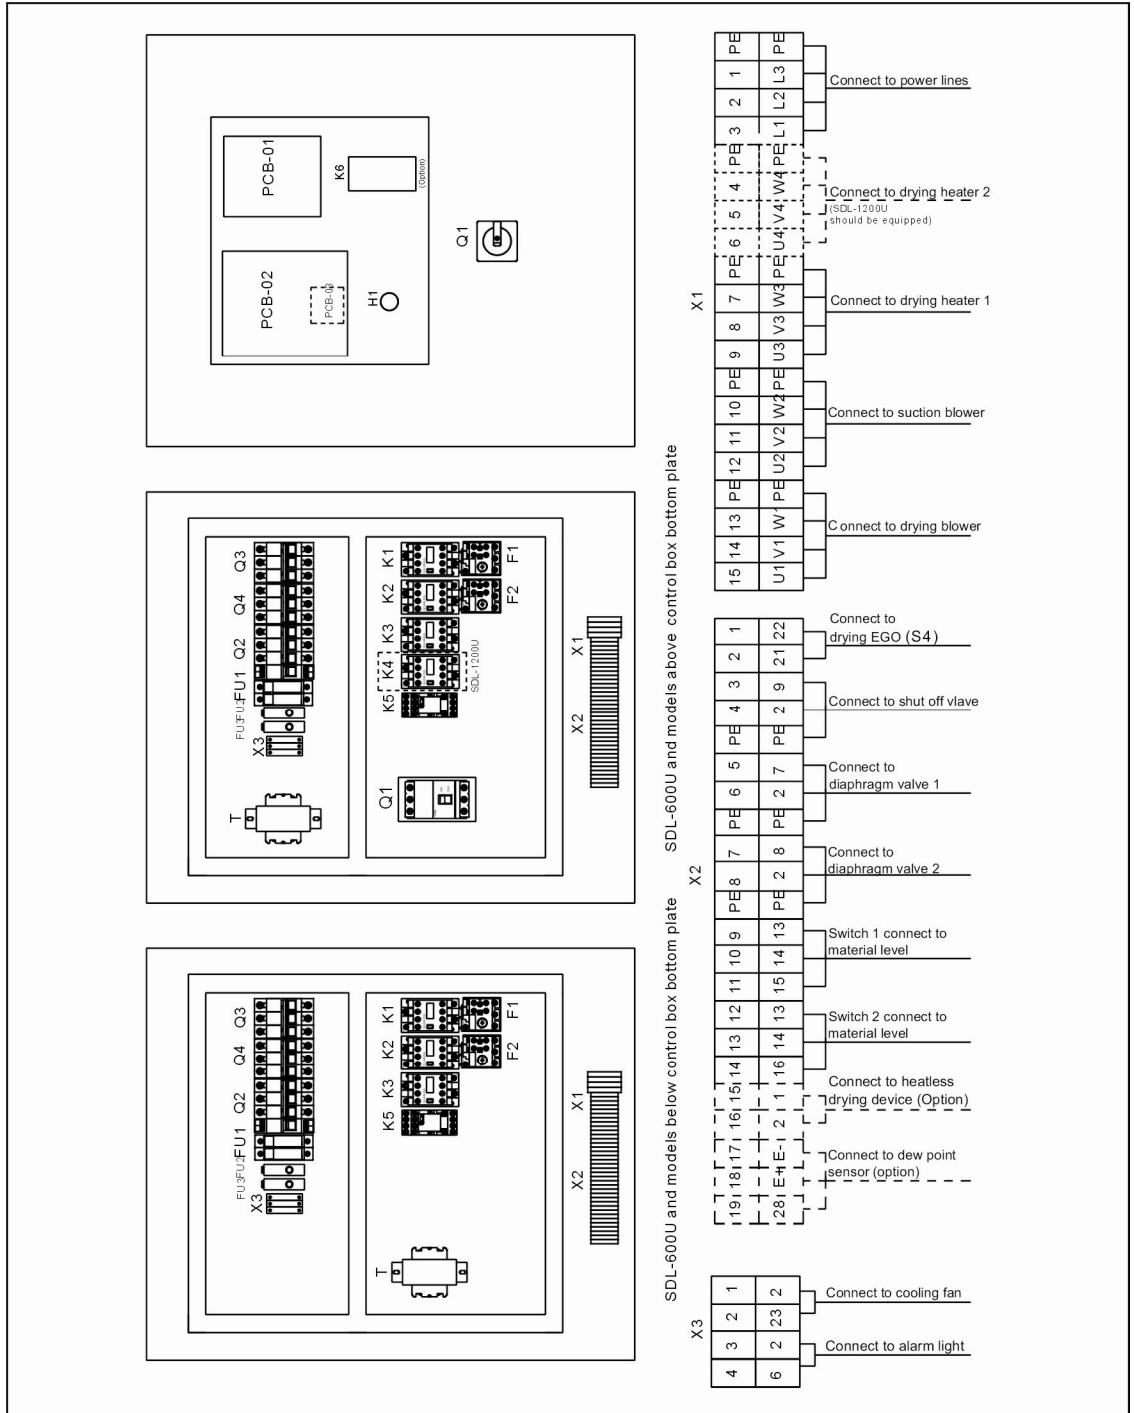 PCB-01
K6
(Option)
Q1
PCB-02
PCB-03
H1
Q3
Q4
Q2
FU1
FU3FU2
X3
T
K1
K2
K3
K4
K5
F1
F2
SDL-1200U
Q1
X1
X2
SDL-600U and models above control box bottom plate
Q3
Q4
Q2
FU1
FU3FU2
X3
K1
K2
K3
K5
F1
F2
T
X1
X2
SDL-600U and models below control box bottom plate
X1
PE PE
1 L3
2 L2
3 L1
Connect to power lines
PE PE
4 W4
5 V4
6 U4
Connect to drying heater 2
(SDL-1200U
should be equipped)
PE PE
7 W3
8 V3
9 U3
Connect to drying heater 1
PE PE
10 W2
11 V2
12 U2
Connect to suction blower
PE PE
13 W1
14 V1
15 U1
Connect to drying blower
X2
1 22
2 21
Connect to
drying EGO (S4)
3 9
4 2
PE PE
Connect to shut off vlave
5 7
6 2
PE PE
Connect to
diaphragm valve 1
7 8
8 2
PE PE
Connect to
diaphragm valve 2
9 13
10 14
11 15
Switch 1 connect to
material level
12 13
13 14
14 16
Switch 2 connect to
material level
15 1
16 2
Connect to heatless
drying device (Option)
17 E-
18 E+
19 28
Connect to dew point
sensor (option)
X3
1 2
2 23
Connect to cooling fan
3 2
4 6
Connect to alarm light